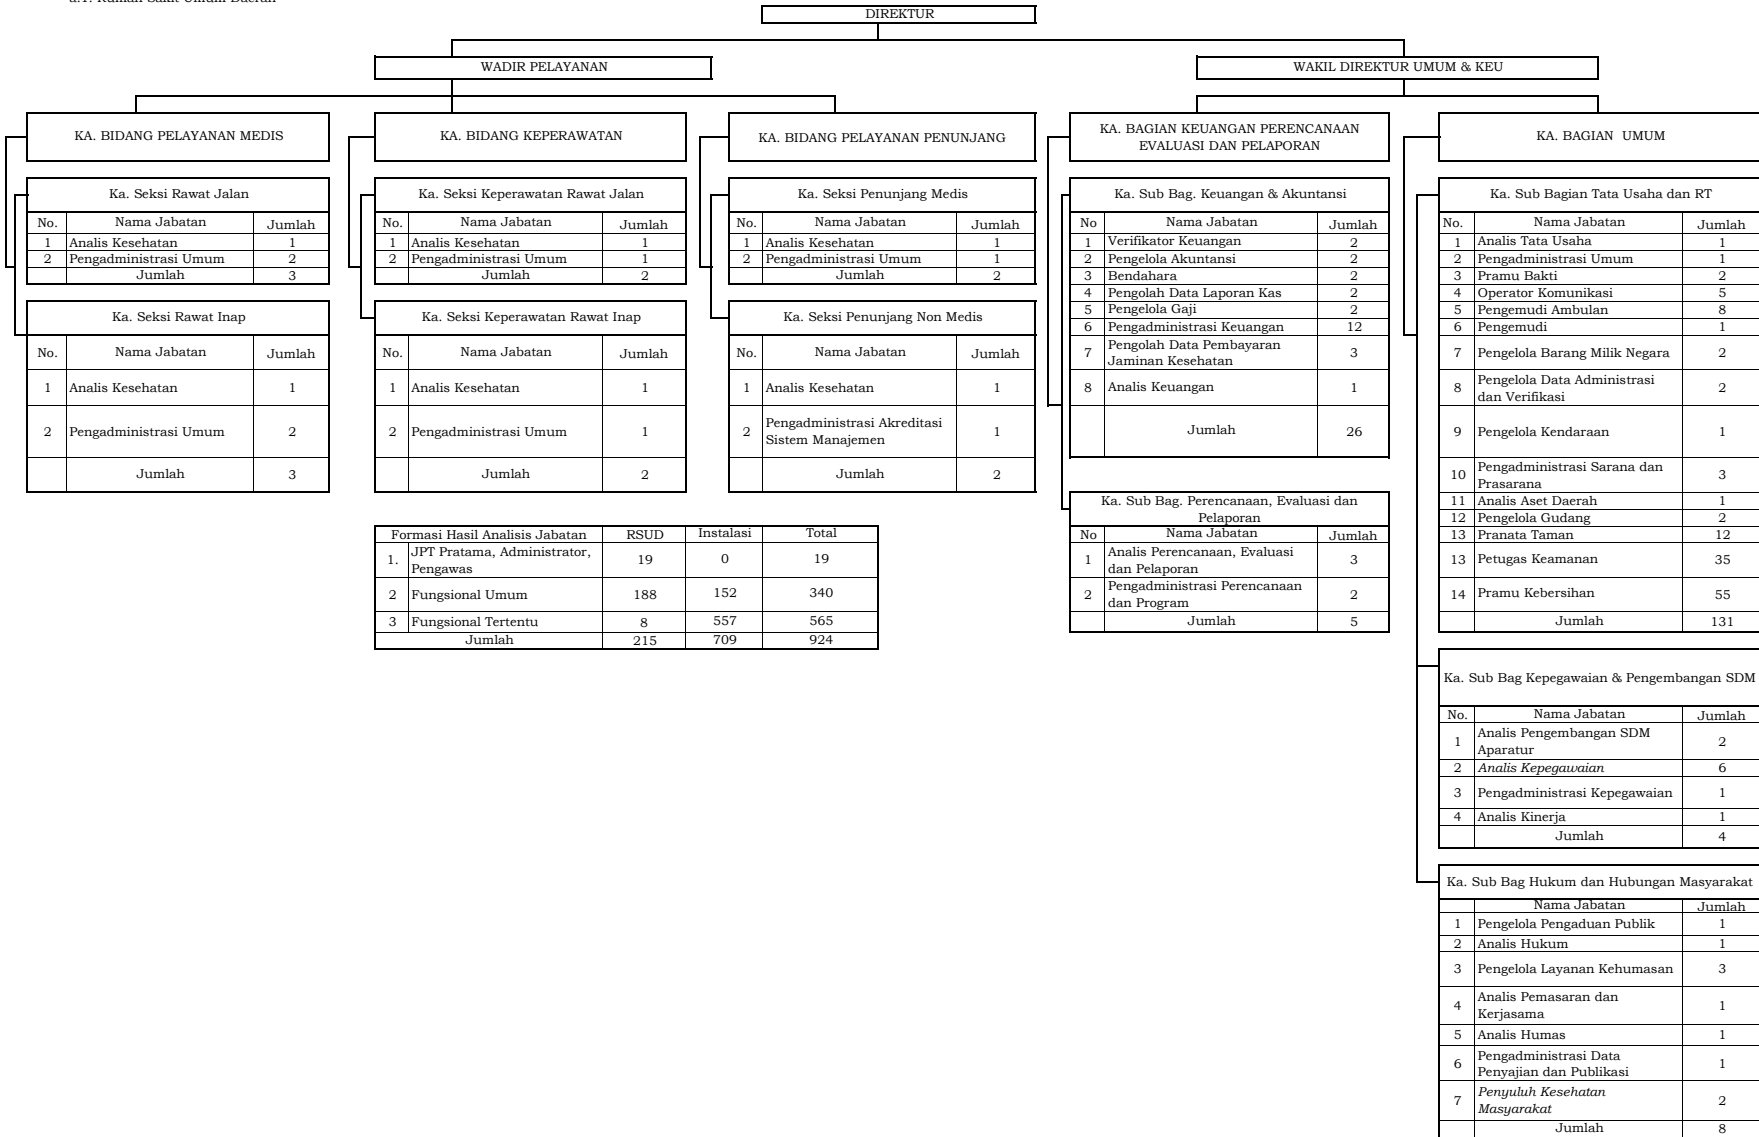 a.1. Rumah Sakit Umum Daerah
DIREKTUR
WADIR PELAYANAN
WAKIL DIREKTUR UMUM & KEU
KA. BIDANG PELAYANAN MEDIS
KA. BIDANG KEPERAWATAN
KA. BIDANG PELAYANAN PENUNJANG
KA. BAGIAN KEUANGAN PERENCANAAN
EVALUASI DAN PELAPORAN
KA. BAGIAN UMUM
Ka. Seksi Rawat Jalan
No. Nama Jabatan Jumlah
1 Analis Kesehatan 1
2 Pengadministrasi Umum 2
Jumlah 3
Ka. Seksi Rawat Inap
No. Nama Jabatan Jumlah
1 Analis Kesehatan 1
2 Pengadministrasi Umum 2
Jumlah 3
Ka. Seksi Keperawatan Rawat Jalan
No. Nama Jabatan Jumlah
1 Analis Kesehatan 1
2 Pengadministrasi Umum 1
Jumlah 2
Ka. Seksi Keperawatan Rawat Inap
No. Nama Jabatan Jumlah
1 Analis Kesehatan 1
2 Pengadministrasi Umum 1
Jumlah 2
Ka. Seksi Penunjang Medis
No. Nama Jabatan Jumlah
1 Analis Kesehatan 1
2 Pengadministrasi Umum 1
Jumlah 2
Ka. Seksi Penunjang Non Medis
No. Nama Jabatan Jumlah
1 Analis Kesehatan 1
2 Pengadministrasi Akreditasi
Sistem Manajemen 1
Jumlah 2
Formasi Hasil Analisis Jabatan RSUD Instalasi Total
1. JPT Pratama, Administrator,
Pengawas 19 0 19
2 Fungsional Umum 188 152 340
3 Fungsional Tertentu 8 557 565
Jumlah 215 709 924
Ka. Sub Bag. Keuangan & Akuntansi
No Nama Jabatan Jumlah
1 Verifikator Keuangan 2
2 Pengelola Akuntansi 2
3 Bendahara 2
4 Pengolah Data Laporan Kas 2
5 Pengelola Gaji 2
6 Pengadministrasi Keuangan 12
7 Pengolah Data Pembayaran
Jaminan Kesehatan 3
8 Analis Keuangan 1
Jumlah 26
Ka. Sub Bag. Perencanaan, Evaluasi dan
Pelaporan
No Nama Jabatan Jumlah
1 Analis Perencanaan, Evaluasi
dan Pelaporan 3
2 Pengadministrasi Perencanaan
dan Program 2
Jumlah 5
Ka. Sub Bagian Tata Usaha dan RT
No. Nama Jabatan Jumlah
1 Analis Tata Usaha 1
2 Pengadministrasi Umum 1
3 Pramu Bakti 2
4 Operator Komunikasi 5
5 Pengemudi Ambulan 8
6 Pengemudi 1
7 Pengelola Barang Milik Negara 2
8 Pengelola Data Administrasi
dan Verifikasi 2
9 Pengelola Kendaraan 1
10 Pengadministrasi Sarana dan
Prasarana 3
11 Analis Aset Daerah 1
12 Pengelola Gudang 2
13 Pranata Taman 12
13 Petugas Keamanan 35
14 Pramu Kebersihan 55
Jumlah 131
Ka. Sub Bag Kepegawaian & Pengembangan SDM
No. Nama Jabatan Jumlah
1 Analis Pengembangan SDM
Aparatur 2
2 Analis Kepegawaian 6
3 Pengadministrasi Kepegawaian 1
4 Analis Kinerja 1
Jumlah 4
Ka. Sub Bag Hukum dan Hubungan Masyarakat
Nama Jabatan Jumlah
1 Pengelola Pengaduan Publik 1
2 Analis Hukum 1
3 Pengelola Layanan Kehumasan 3
4 Analis Pemasaran dan
Kerjasama 1
5 Analis Humas 1
6 Pengadministrasi Data
Penyajian dan Publikasi 1
7 Penyuluh Kesehatan
Masyarakat 2
Jumlah 8